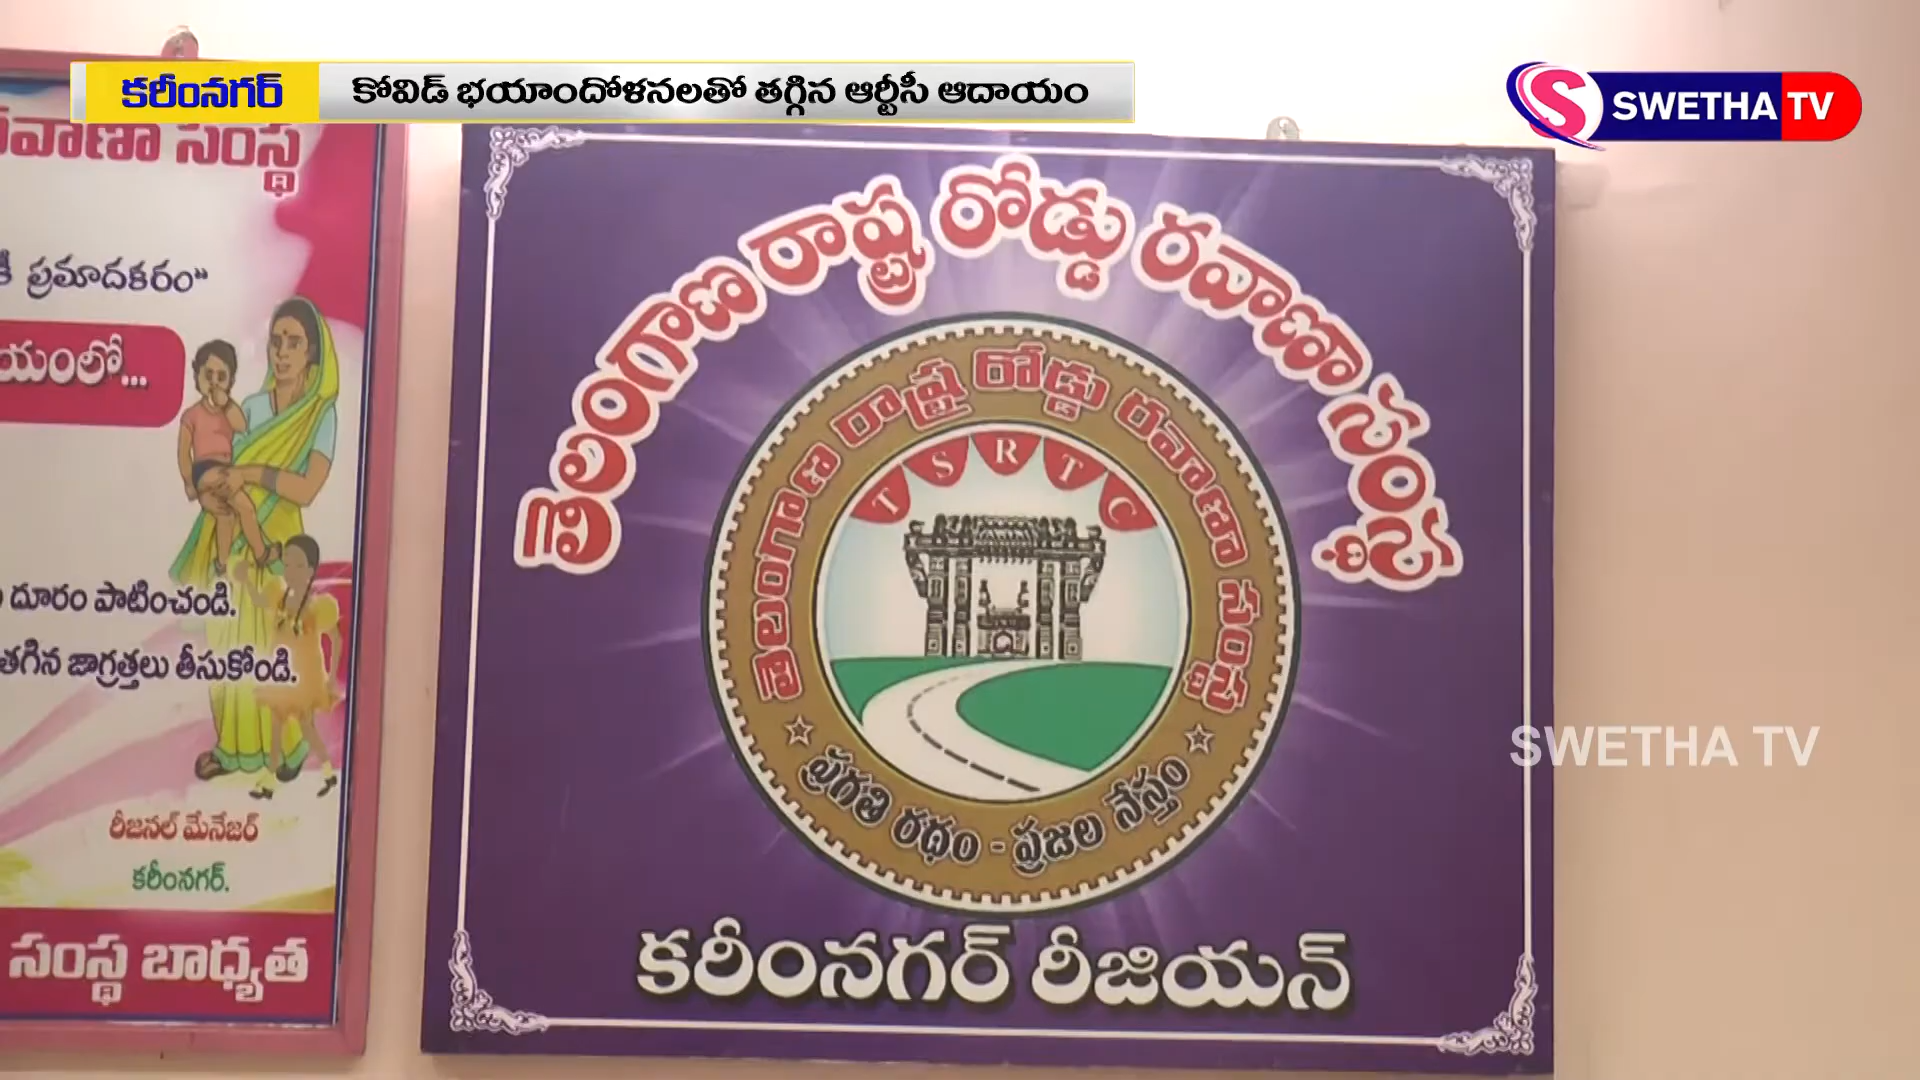 కరీంనగర్ కోవిడ్ భయాందోళనలతో తగ్గిన ఆర్టీసీ ఆదాయం
SWETHA TV
సంస్థ
ప్రమాదకరం"
దూరం పాటించండి.
తగిన జాగ్రత్తలు తీసుకోండి.
రీజనల్ మేనేజర్
కరీంనగర్.
సంస్థ బాధ్యత
తెలంగాణ రాష్ట్ర రోడ్డు రవాణా సంస్థ
తెలంగాణ రాష్ట్ర రోడ్డు రవాణా సంస్థ
T S R T C
ప్రగతి రథం - ప్రజల నేస్తం
కరీంనగర్ రీజియన్
SWETHA TV